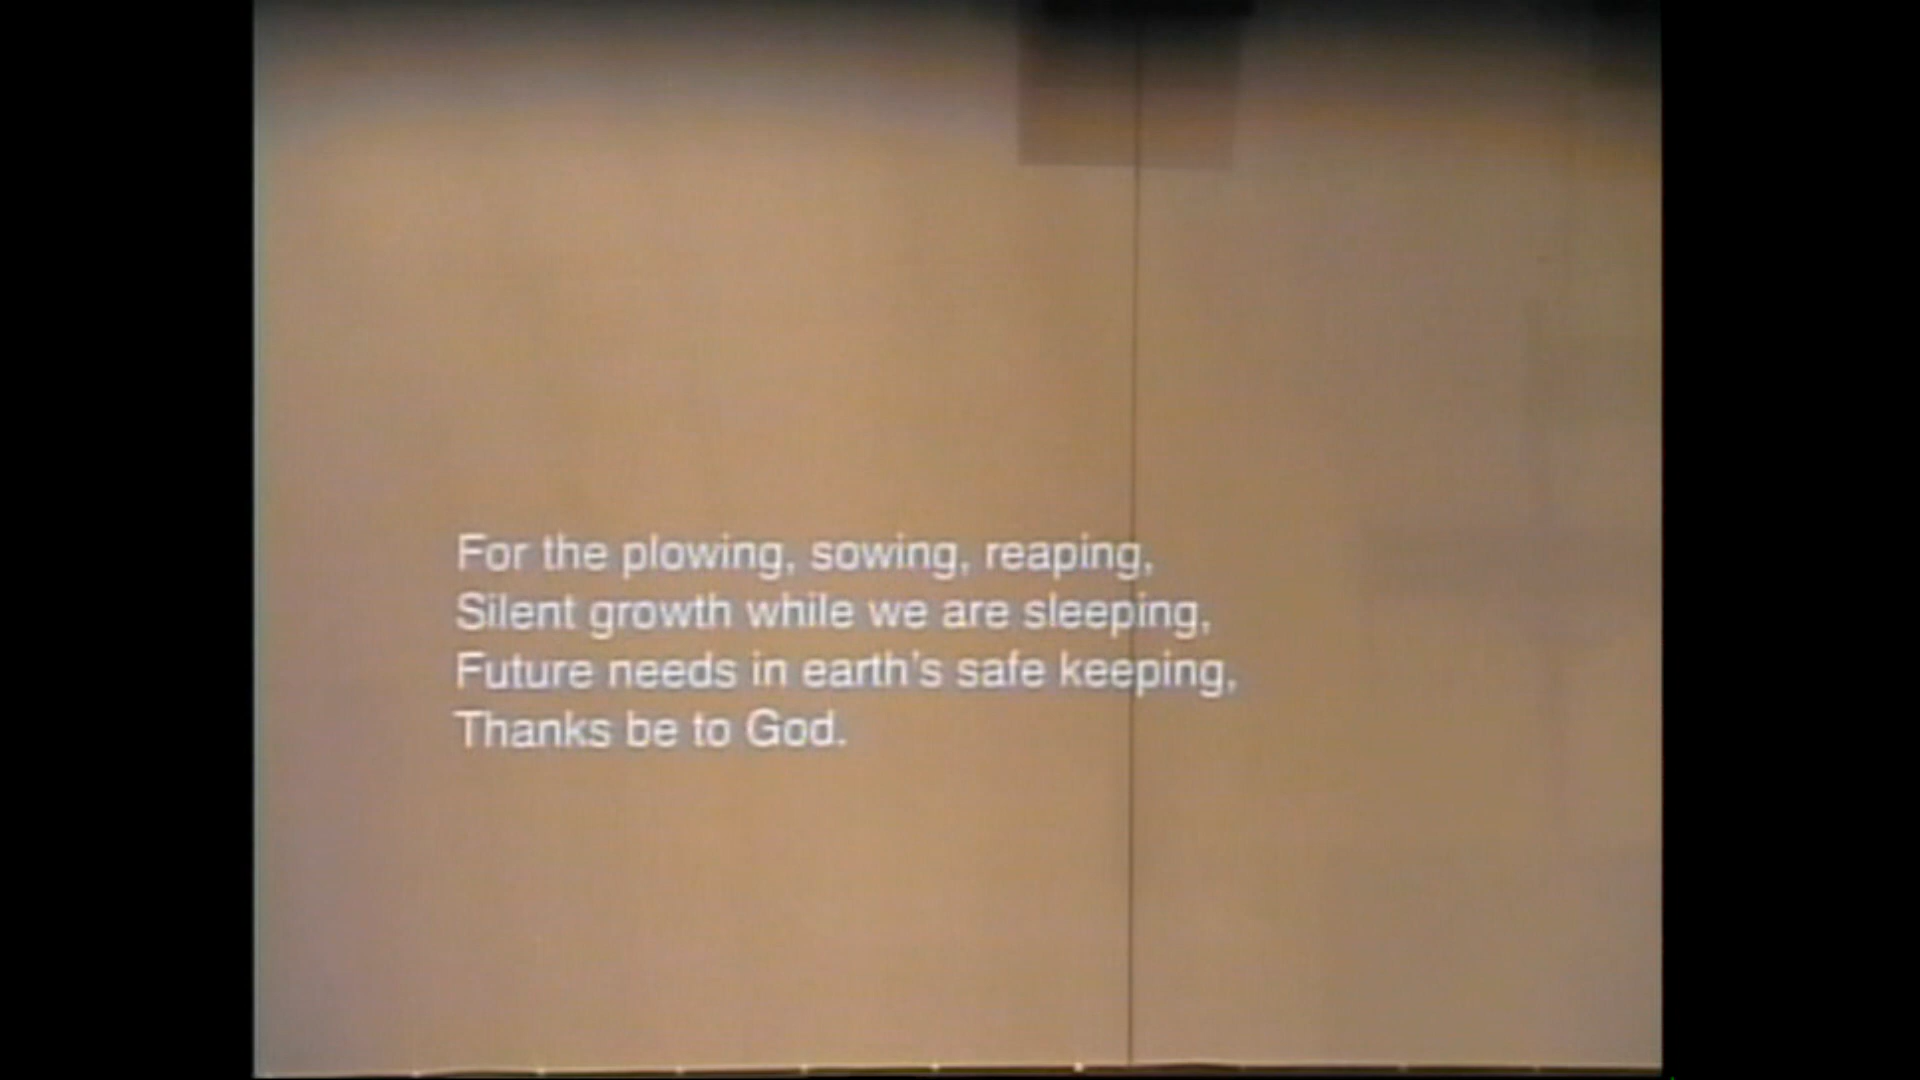 For the plowing, sowing, reaping,
Silent growth while we are sleeping,
Future needs in earth's safe keeping,
Thanks be to God.